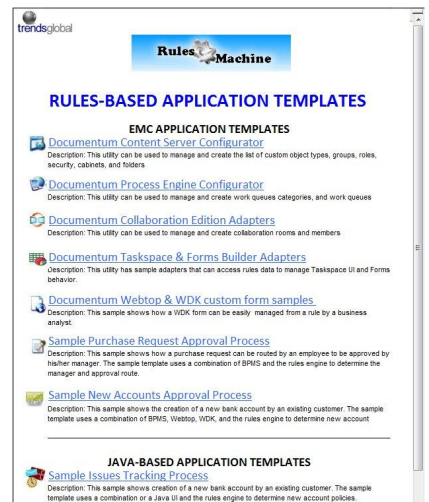 trendsglobal
Rules Machine
RULES-BASED APPLICATION TEMPLATES
EMC APPLICATION TEMPLATES
Documentum Content Server Configurator
Description: This utility can be used to manage and create the list of custom object types, groups, roles,
security, cabinets, and folders
Documentum Process Engine Configurator
Description: This utility can be used to manage and create work queues categories, and work queues
Documentum Collaboration Edition Adapters
Description: This utility can be used to manage and create collaboration rooms and members
Documentum Taskspace & Forms Builder Adapters
Description: This utility has sample adapters that can access rules data to manage Taskspace UI and Forms
behavior.
Documentum Webtop & WDK custom form samples
Description: This sample shows how a WDK form can be easily managed from a rule by a business
analyst.
Sample Purchase Request Approval Process
Description: This sample shows how a purchase request can be routed by an employee to be approved by
his/her manager. The sample template uses a combination of BPMS and the rules engine to determine the
manager and approval route.
Sample New Accounts Approval Process
Description: This sample shows the creation of a new bank account by an existing customer. The sample
template uses a combination of BPMS, Webtop, WDK, and the rules engine to determine new account
JAVA-BASED APPLICATION TEMPLATES
Sample Issues Tracking Process
Description: This sample shows creation of a new bank account by an existing customer. The sample
template uses a combination or a Java UI and the rules engine to determine new account policies.